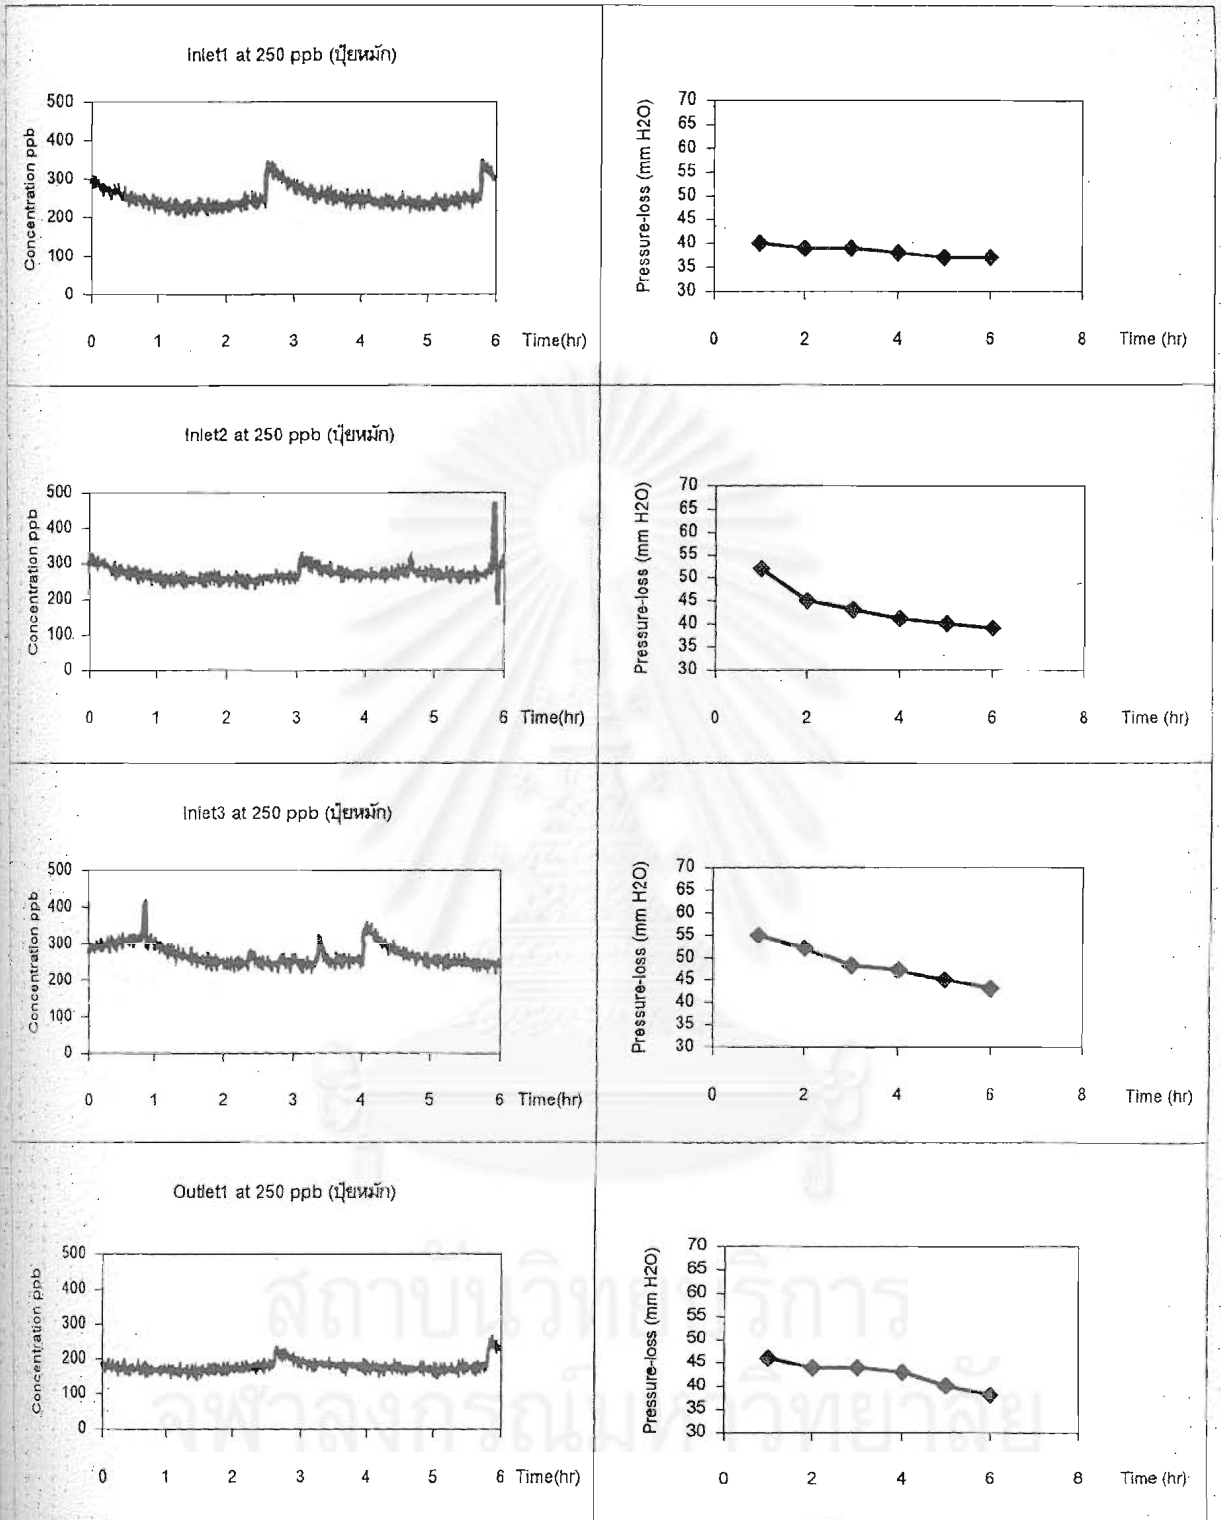 Inlet1 at 250 ppb (ปุ๋ยหมัก)
Concentration ppb
500
400
300
200
100
0
0 1 2 3 4 5 6 Time(hr)
Pressure-loss (mm H2O)
70
65
60
55
50
45
40
35
30
0 2 4 6 8 Time (hr)
Inlet2 at 250 ppb (ปุ๋ยหมัก)
Concentration ppb
500
400
300
200
100
0
0 1 2 3 4 5 6 Time(hr)
Pressure-loss (mm H2O)
70
65
60
55
50
45
40
35
30
0 2 4 6 8 Time (hr)
Inlet3 at 250 ppb (ปุ๋ยหมัก)
Concentration ppb
500
400
300
200
100
0
0 1 2 3 4 5 6 Time(hr)
Pressure-loss (mm H2O)
70
65
60
55
50
45
40
35
30
0 2 4 6 8 Time (hr)
Outlet1 at 250 ppb (ปุ๋ยหมัก)
Concentration ppb
500
400
300
200
100
0
0 1 2 3 4 5 6 Time(hr)
Pressure-loss (mm H2O)
70
65
60
55
50
45
40
35
30
0 2 4 6 8 Time (hr)
สถาบันวิทยบริการ
จุฬาลงกรณ์มหาวิทยาลัย